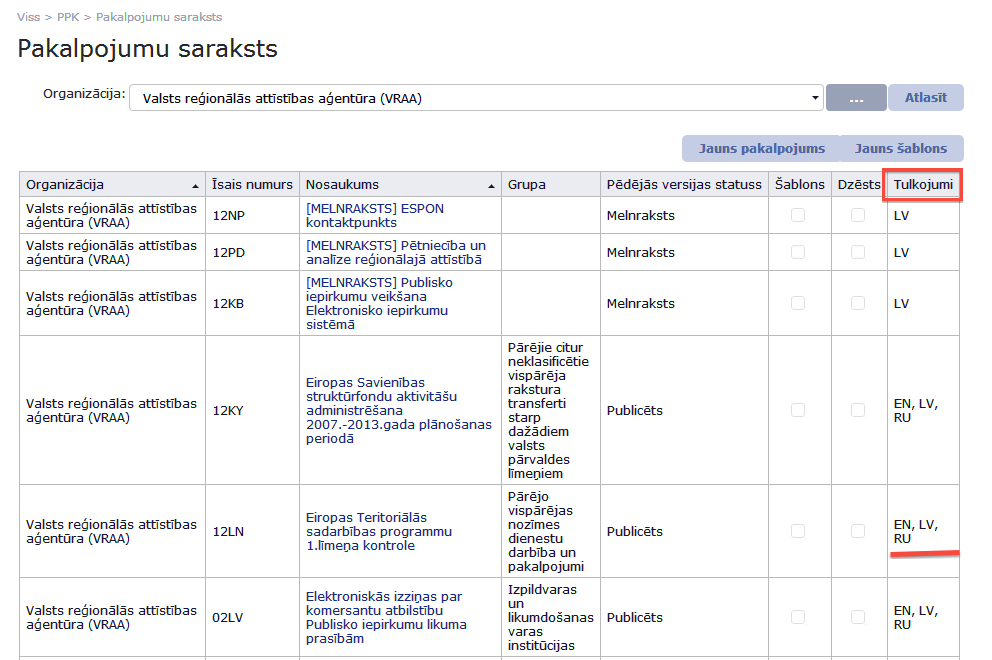 Viss > PPK > Pakalpojumu saraksts
Pakalpojumu saraksts
Organizācija: Valsts reģionālās attīstības aģentūra (VRAA) ... Atlasīt
Jauns pakalpojums Jauns šablons
Organizācija Īsais numurs Nosaukums Grupa Pēdējās versijas statuss Šablons Dzēsts Tulkojumi
Valsts reģionālās attīstības
aģentūra (VRAA)
12NP
[MELNRAKSTS] ESPON
kontaktpunkts
Melnraksts
LV
Valsts reģionālās attīstības
aģentūra (VRAA)
12PD
[MELNRAKSTS] Pētniecība un
analīze reģionālajā attīstībā
Melnraksts
LV
Valsts reģionālās attīstības
aģentūra (VRAA)
12KB
[MELNRAKSTS] Publisko
iepirkumu veikšana
Elektronisko iepirkumu
sistēmā
Melnraksts
LV
Valsts reģionālās attīstības
aģentūra (VRAA)
12KY
Eiropas Savienības
struktūrfondu aktivitāšu
administrēšana
2007.-2013.gada plānošanas
periodā
Pārējie citur
neklasificētie
vispārēja
rakstura
transferti
starp
dažādiem
valsts
pārvaldes
līmeņiem
Publicēts
EN, LV,
RU
Valsts reģionālās attīstības
aģentūra (VRAA)
12LN
Eiropas Teritoriālās
sadarbības programmu
1.līmeņa kontrole
Pārējo
vispārējas
nozīmes
dienestu
darbība un
pakalpojumi
Publicēts
EN, LV,
RU
Valsts reģionālās attīstības
aģentūra (VRAA)
02LV
Elektroniskās izziņas par
komersantu atbilstību
Publisko iepirkumu likuma
prasībām
Izpildvaras
un
likumdošanas
varas
institūcijas
Publicēts
EN, LV,
RU